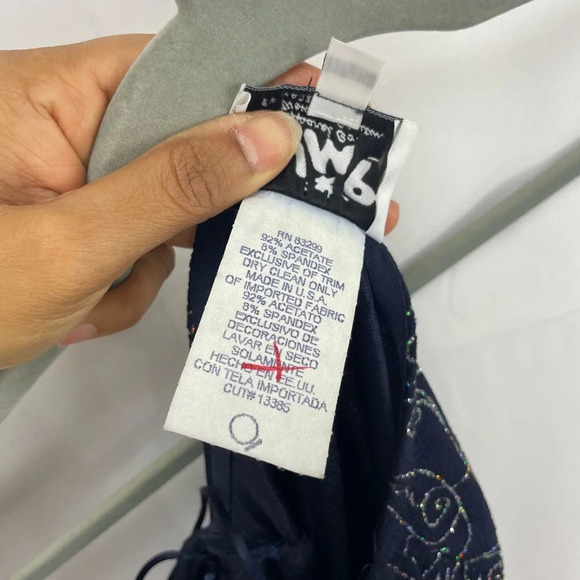 RN 83299
92% ACETATE
8% SPANDEX
EXCLUSIVE OF TRIM
DRY CLEAN ONLY
MADE IN U.S.A.
OF IMPORTED FABRIC
92% ACETATO
8% SPANDEX
EXCLUSIVO DE
DECORACIONES
LAVAR EN SECO
SOLAMENTE
HECHO EN EE.UU.
CON TELA IMPORTADA
CUT# 13385